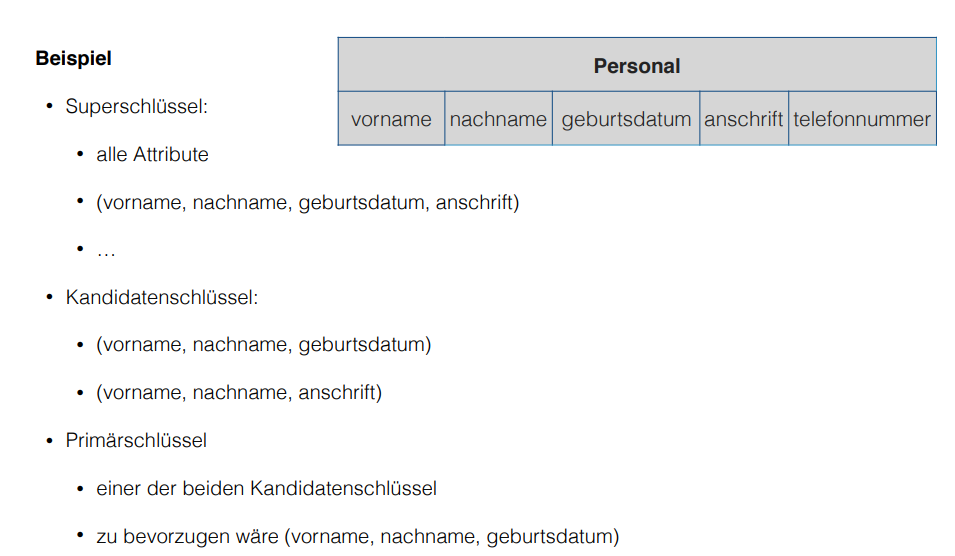 Beispiel
Personal
vorname nachname geburtsdatum anschrift telefonnummer
• Superschlüssel:
• alle Attribute
• (vorname, nachname, geburtsdatum, anschrift)
• …
• Kandidatenschlüssel:
• (vorname, nachname, geburtsdatum)
• (vorname, nachname, anschrift)
• Primärschlüssel
• einer der beiden Kandidatenschlüssel
• zu bevorzugen wäre (vorname, nachname, geburtsdatum)